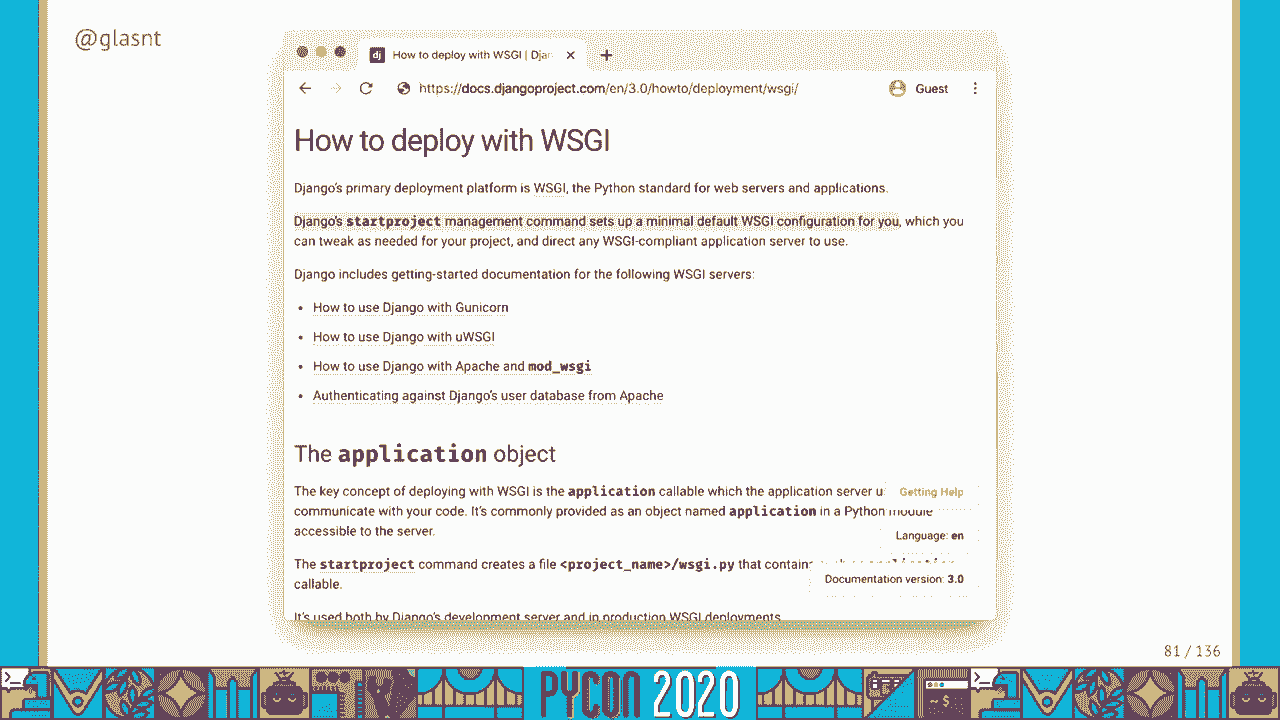 @glasnt
How to deploy with WSGI | Djan
https://docs.djangoproject.com/en/3.0/howto/deployment/wsgi/
Guest
How to deploy with WSGI
Django's primary deployment platform is WSGI, the Python standard for web servers and applications.
Django's startproject management command sets up a minimal default WSGI configuration for you, which you
can tweak as needed for your project, and direct any WSGI-compliant application server to use.
Django includes getting-started documentation for the following WSGI servers:
• How to use Django with Gunicorn
• How to use Django with uWSGI
• How to use Django with Apache and mod_wsgi
• Authenticating against Django's user database from Apache
The application object
The key concept of deploying with WSGI is the application callable which the application server u
Getting Help
communicate with your code. It's commonly provided as an object named application in a Python module
accessible to the server.
Language: en
The startproject command creates a file <project_name>/wsgi.py that contain
Documentation version: 3.0
callable.
It's used both by Django's development server and in production WSGI deployments.
81 / 136
PYCON 2020